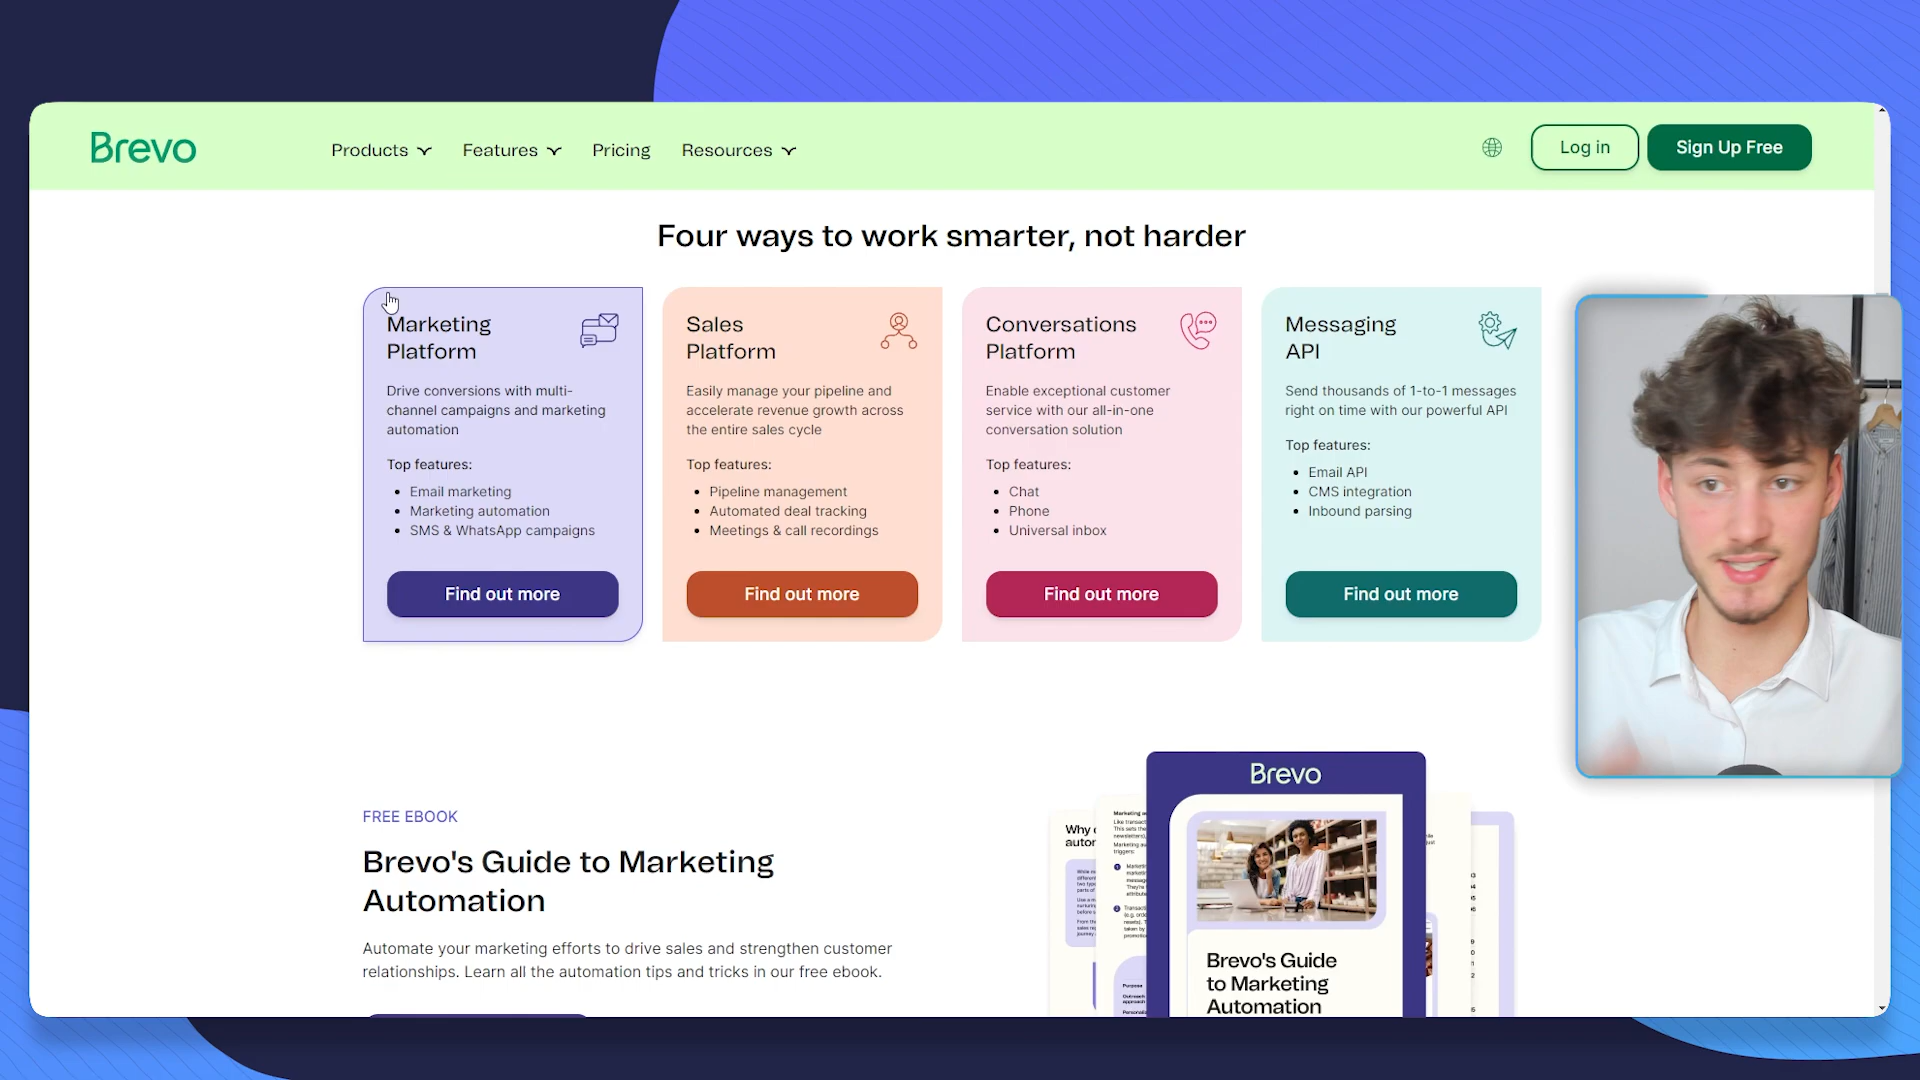 Brevo
Products
Features
Pricing
Resources
Log in
Sign Up Free
Four ways to work smarter, not harder
Marketing
Platform
Drive conversions with multi-
channel campaigns and marketing
automation
Top features:
• Email marketing
• Marketing automation
• SMS & WhatsApp campaigns
Find out more
Sales
Platform
Easily manage your pipeline and
accelerate revenue growth across
the entire sales cycle
Top features:
• Pipeline management
• Automated deal tracking
• Meetings & call recordings
Find out more
Conversations
Platform
Enable exceptional customer
service with our all-in-one
conversation solution
Top features:
• Chat
• Phone
• Universal inbox
Find out more
Messaging
API
Send thousands of 1-to-1 messages
right on time with our powerful API
Top features:
• Email API
• CMS integration
• Inbound parsing
Find out more
FREE EBOOK
Brevo's Guide to Marketing
Automation
Automate your marketing efforts to drive sales and strengthen customer
relationships. Learn all the automation tips and tricks in our free ebook.
Brevo
Brevo's Guide
to Marketing
Automation
Why